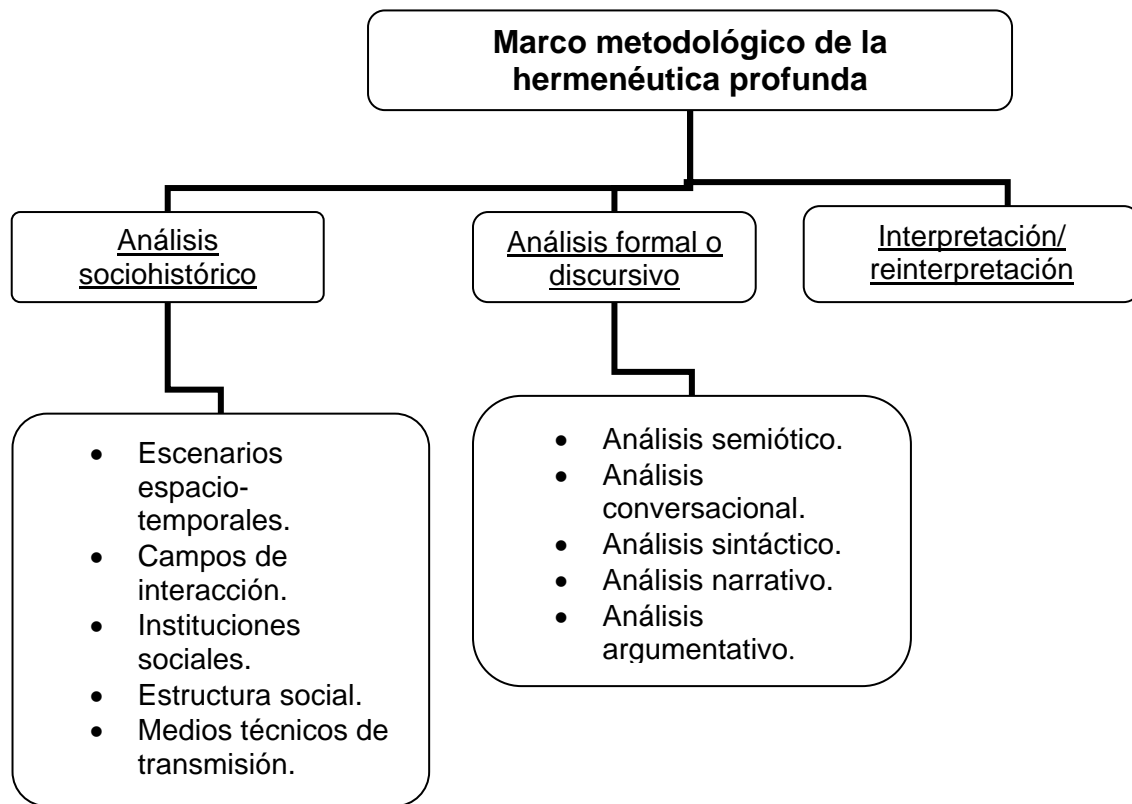 Marco metodológico de la
hermenéutica profunda
Análisis
sociohistórico
Análisis formal o
discursivo
Interpretación/
reinterpretación
• Escenarios
espacio-
temporales.
• Campos de
interacción.
• Instituciones
sociales.
• Estructura social.
• Medios técnicos de
transmisión.
• Análisis semiótico.
• Análisis
conversacional.
• Análisis sintáctico.
• Análisis narrativo.
• Análisis
argumentativo.